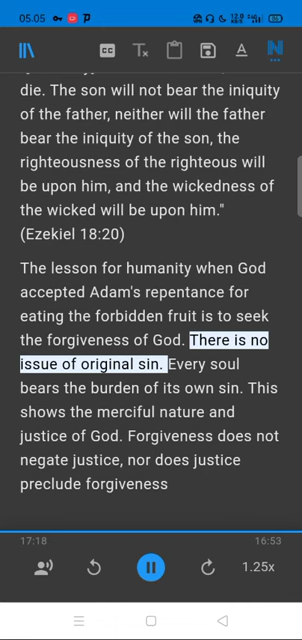 05.05
die. The son will not bear the iniquity
of the father, neither will the father
bear the iniquity of the son, the
righteousness of the righteous will
be upon him, and the wickedness of
the wicked will be upon him."
(Ezekiel 18:20)
The lesson for humanity when God
accepted Adam's repentance for
eating the forbidden fruit is to seek
the forgiveness of God. There is no
issue of original sin. Every soul
bears the burden of its own sin. This
shows the merciful nature and
justice of God. Forgiveness does not
negate justice, nor does justice
preclude forgiveness
17:18
16:53
1.25x